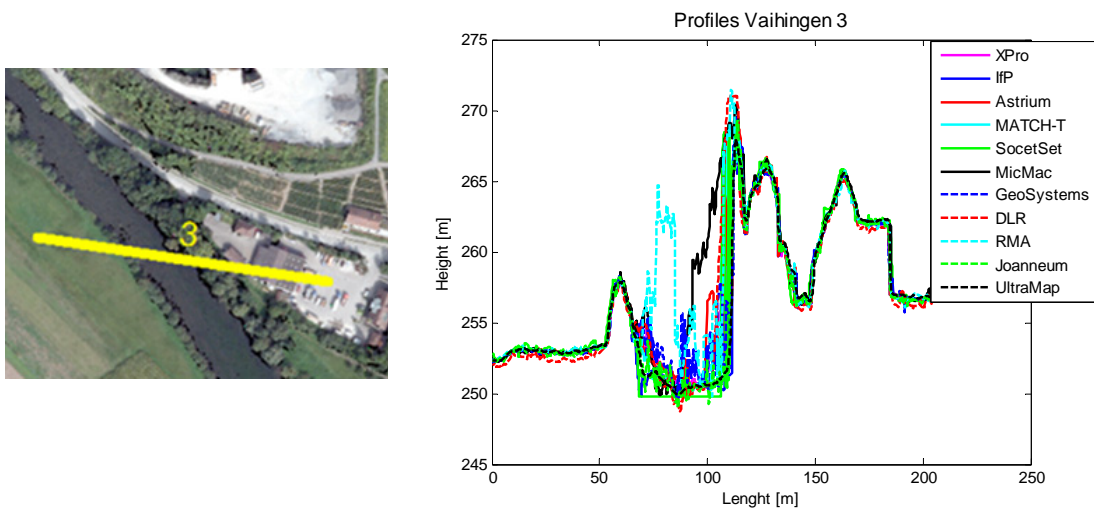 3
Profiles Vaihingen 3
275
270
265
260
255
250
245
Height [m]
0
50
100
150
200
250
Lenght [m]
XPro
IfP
Astrium
MATCH-T
SocetSet
MicMac
GeoSystems
DLR
RMA
Joanneum
UltraMap